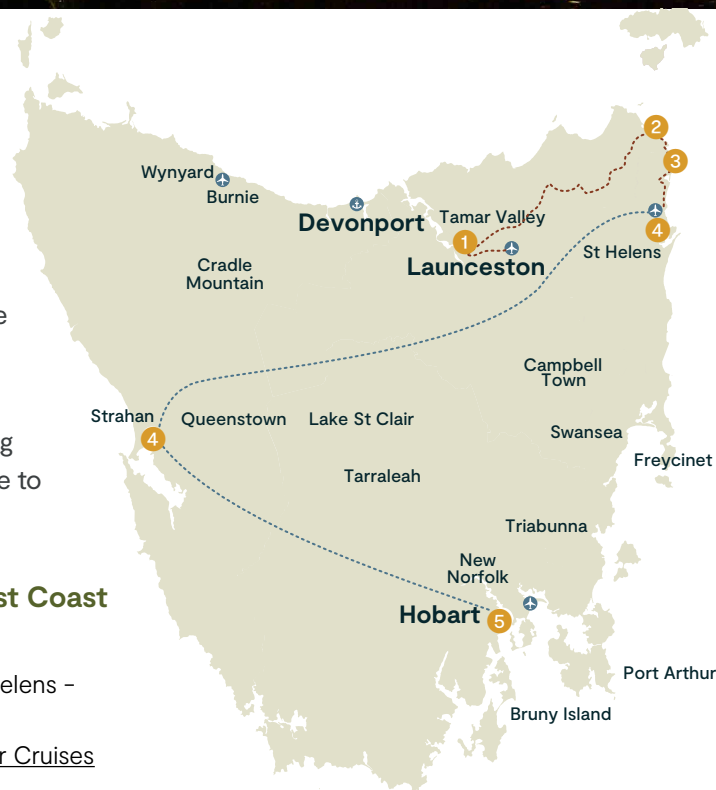 2
3
Wynyard
Burnie
Devonport
Tamar Valley
1
4
Launceston
St Helens
Cradle
Mountain
e
Campbell
Town
Strahan
Queenstown
Lake St Clair
4
Swansea
g
Freycinet
e to
Tarraleah
Triabunna
New
Norfolk
st Coast
Hobart
5
Port Arthur
elens –
Bruny Island
r Cruises